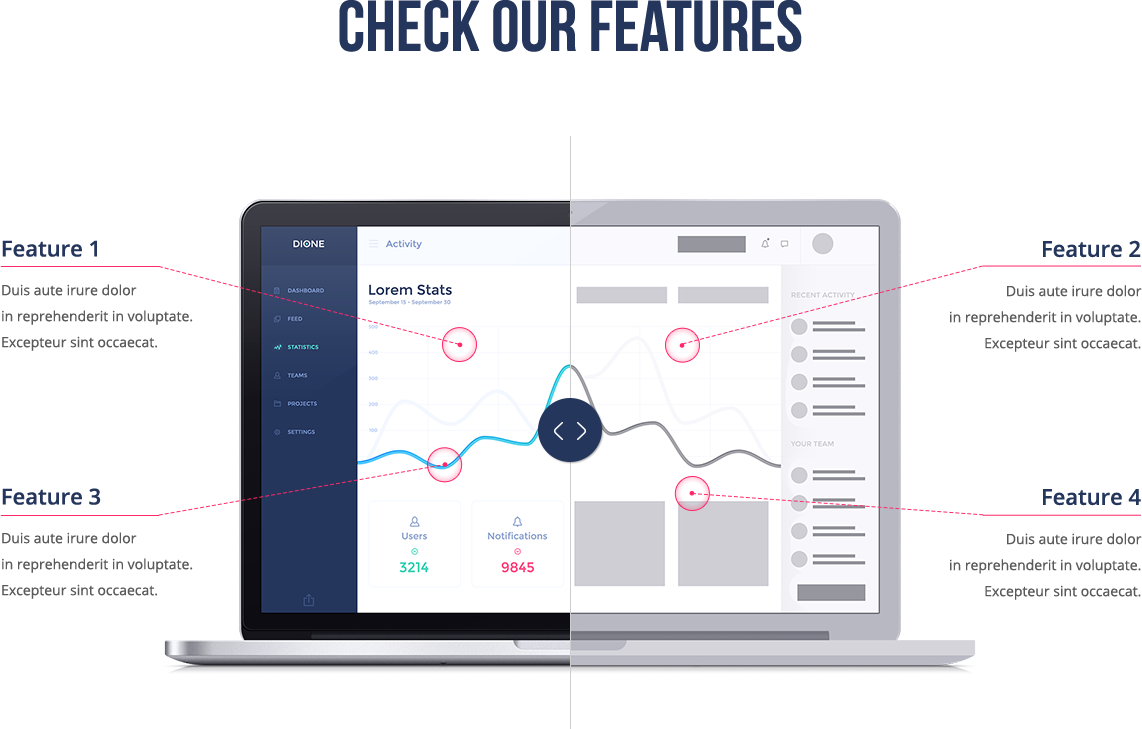 CHECK OUR FEATURES
Feature 1
Duis aute irure dolor
in reprehenderit in voluptate.
Excepteur sint occaecat.
Feature 3
Duis aute irure dolor
in reprehenderit in voluptate.
Excepteur sint occaecat.
DIONE
DASHBOARD
FEED
STATISTICS
TEAMS
PROJECTS
SETTINGS
Activity
Lorem Stats
September 15 - September 30
500
400
300
200
100
Users
3214
Notifications
9845
RECENT ACTIVITY
YOUR TEAM
Feature 2
Duis aute irure dolor
in reprehenderit in voluptate.
Excepteur sint occaecat.
Feature 4
Duis aute irure dolor
in reprehenderit in voluptate.
Excepteur sint occaecat.